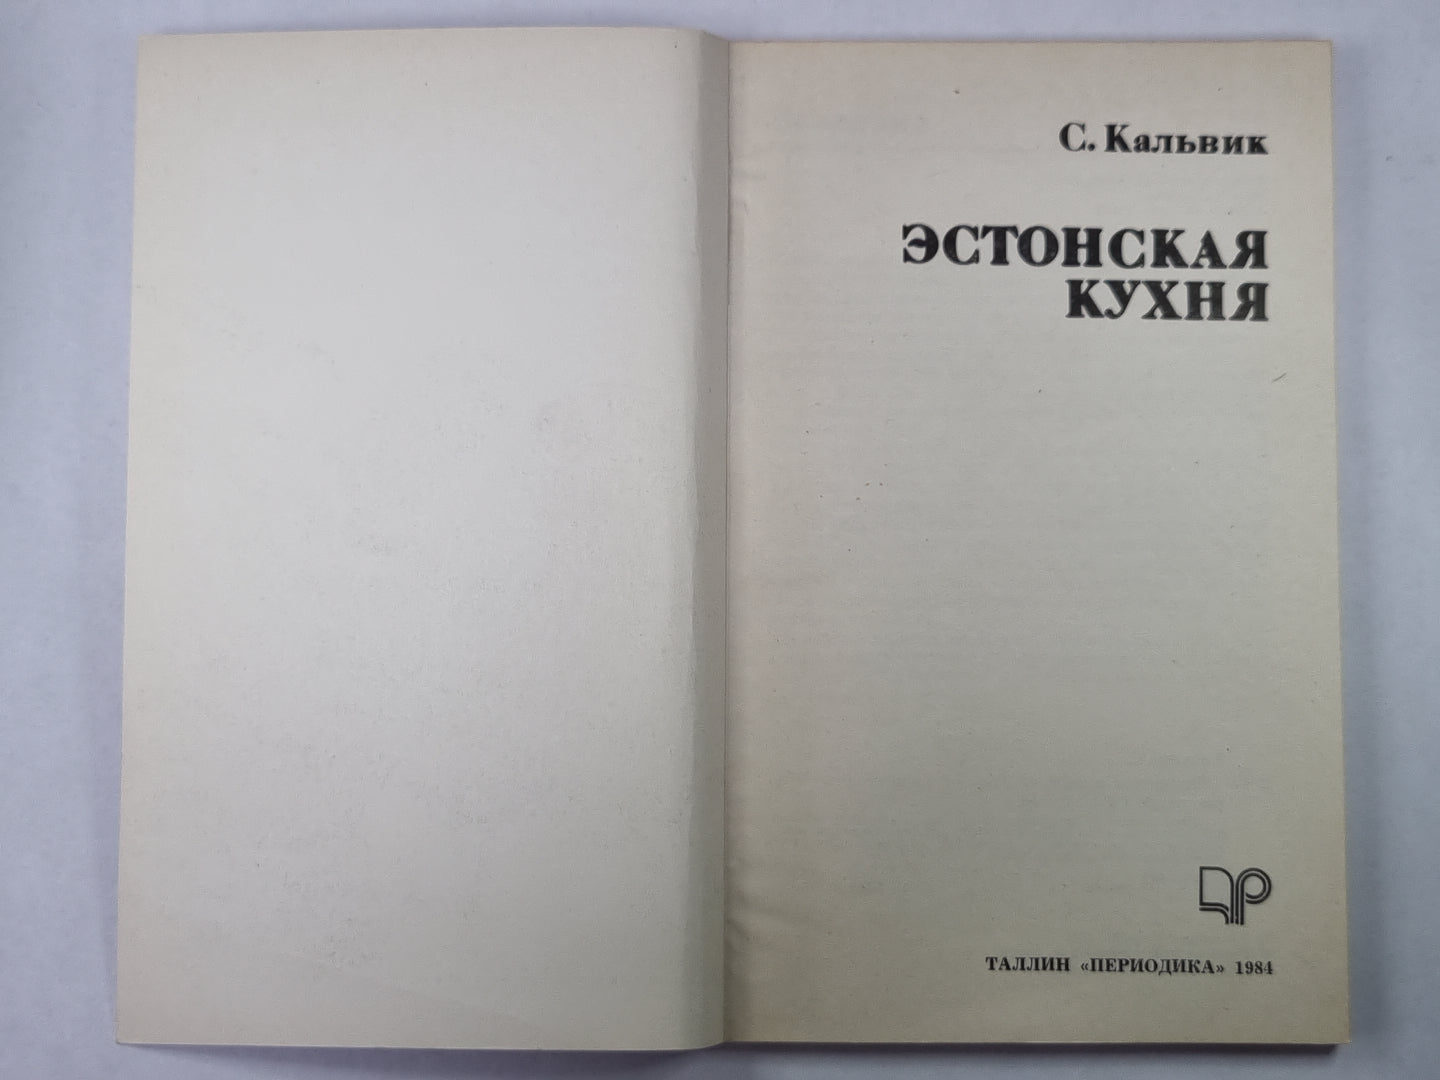 С. Кальвик
ЭСТОНСКАЯ
КУХНЯ
ТАЛЛИН «ПЕРИОДИКА» 1984